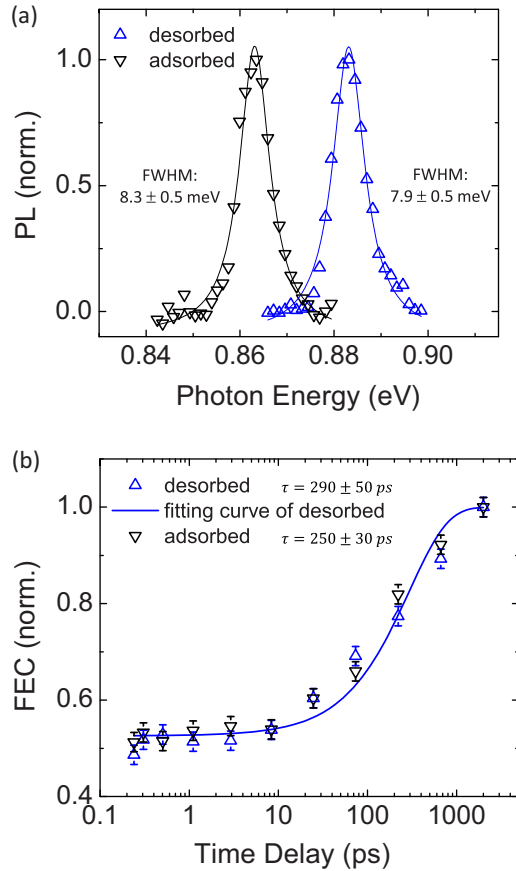 (a)
desorbed
adsorbed
1.0
0.5
0.0
PL (norm.)
FWHM:
8.3 ± 0.5 meV
FWHM:
7.9 ± 0.5 meV
0.84 0.86 0.88 0.90
Photon Energy (eV)
(b)
desorbed τ = 290 ± 50 ps
fitting curve of desorbed
adsorbed τ = 250 ± 30 ps
1.0
0.8
0.6
0.4
FEC (norm.)
0.1 1 10 100 1000
Time Delay (ps)